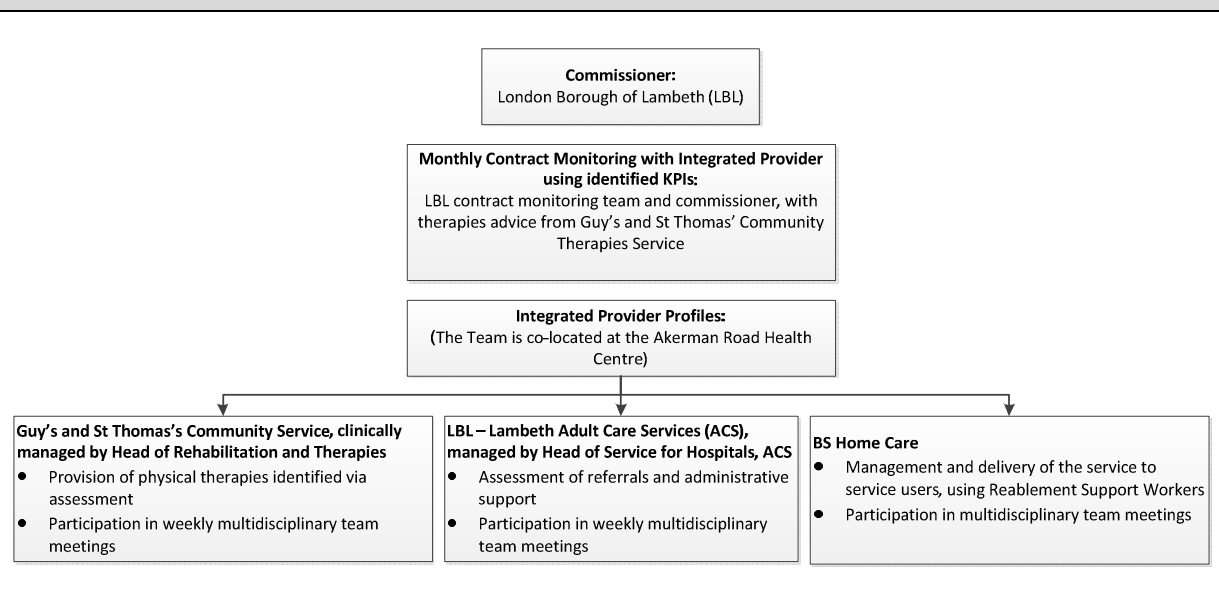 Commissioner:
London Borough of Lambeth (LBL)
Monthly Contract Monitoring with Integrated Provider
using identified KPIs:
LBL contract monitoring team and commissioner, with
therapies advice from Guy's and St Thomas' Community
Therapies Service
Integrated Provider Profiles:
(The Team is co-located at the Akerman Road Health
Centre)
Guy's and St Thomas's Community Service, clinically
managed by Head of Rehabilitation and Therapies
● Provision of physical therapies identified via
assessment
● Participation in weekly multidisciplinary team
meetings
LBL – Lambeth Adult Care Services (ACS),
managed by Head of Service for Hospitals, ACS
● Assessment of referrals and administrative
support
● Participation in weekly multidisciplinary
team meetings
BS Home Care
● Management and delivery of the service to
service users, using Reablement Support Workers
● Participation in multidisciplinary team meetings